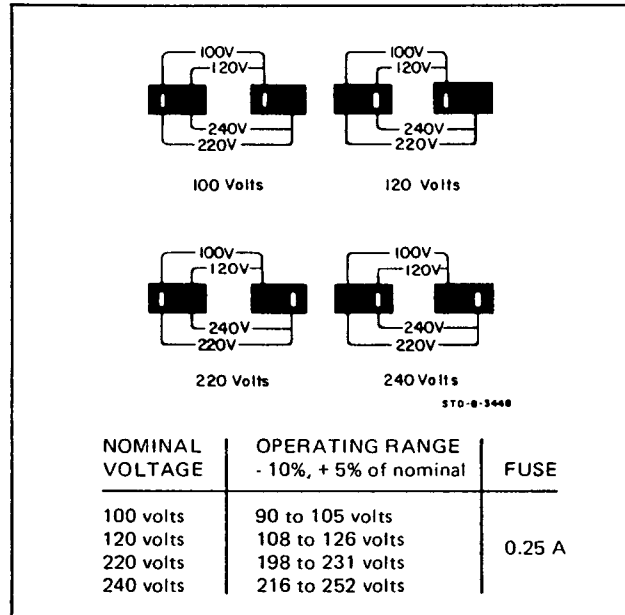 100V 100V
120V 120V
240V 240V
220V 220V
100 Volts 120 Volts
100V 100V
120V 120V
240V 240V
220V 220V
220 Volts 240 Volts
STD-B-3448
NOMINAL OPERATING RANGE
VOLTAGE - 10%, + 5% of nominal FUSE
100 volts 90 to 105 volts
120 volts 108 to 126 volts
0.25 A
220 volts 198 to 231 volts
240 volts 216 to 252 volts